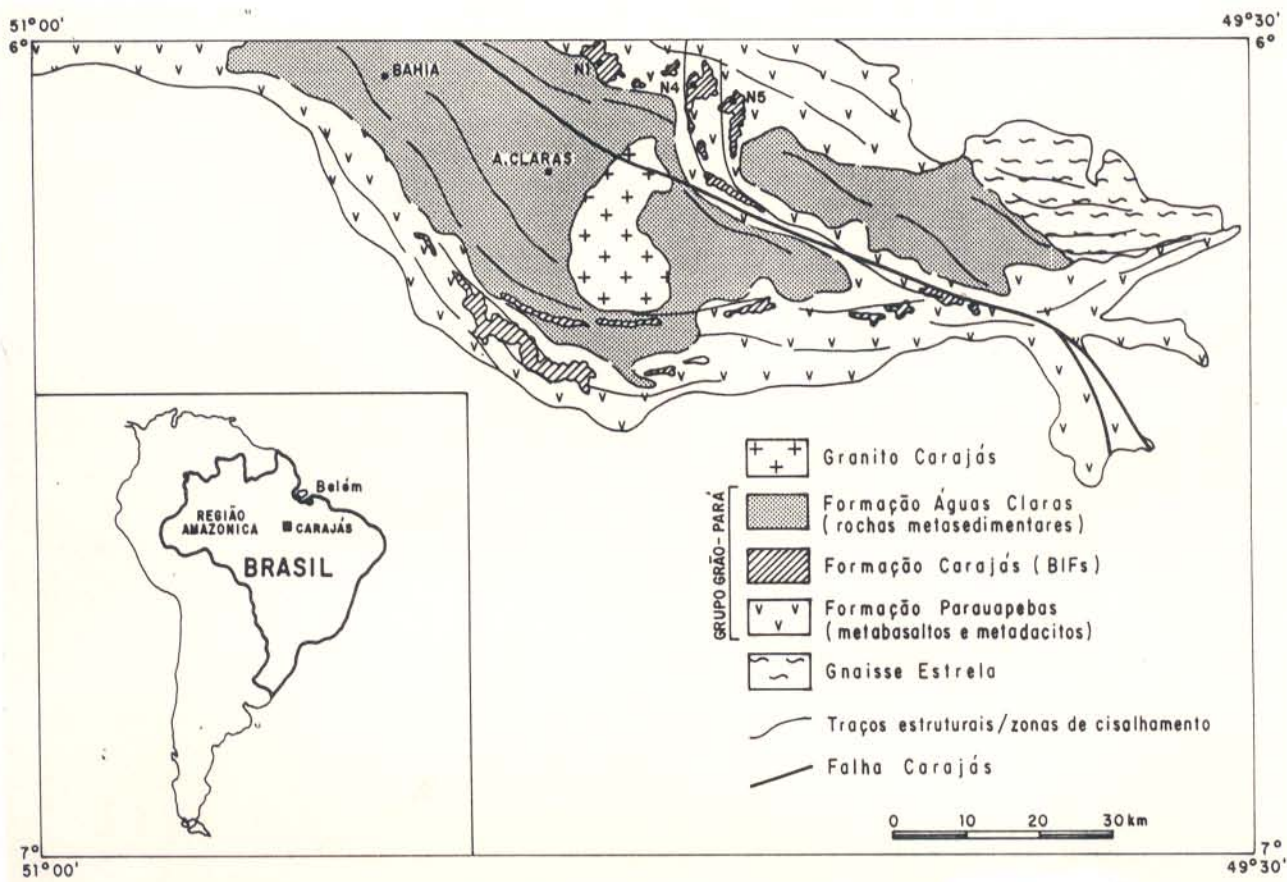 51°00'
49°30'
6°
6°
N1
BAHIA
N4
N5
A. CLARAS
Granito Carajás
Formação Águas Claras
(rochas metasedimentares)
Formação Carajás (BIFs)
Formação Parauapebas
(metabasaltos e metadacitos)
GRUPO GRÃO-PARÁ
Gnaisse Estrela
Traços estruturais/zonas de cisalhamento
Falha Carajás
0 10 20 30 km
Belém
REGIÃO
AMAZONICA
CARAJÁS
BRASIL
7°
7°
51°00'
49°30'